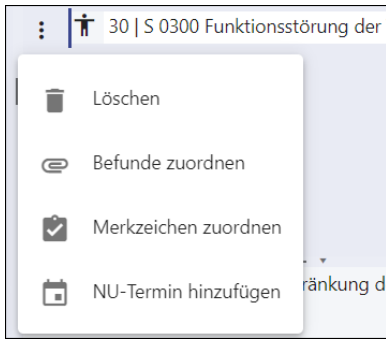 30 | S 0300 Funktionsstörung der
Löschen
Befunde zuordnen
Merkzeichen zuordnen
NU-Termin hinzufügen
ränkung d